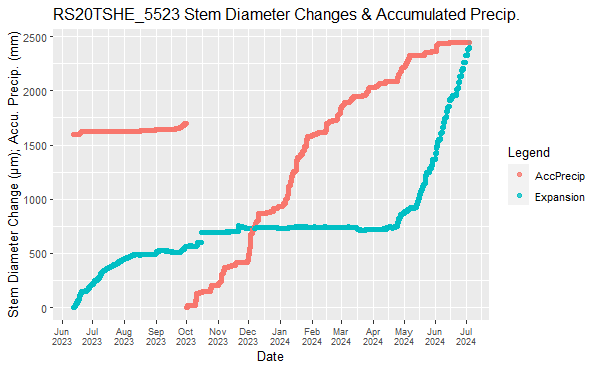 RS20TSHE_5523 Stem Diameter Changes & Accumulated Precip.
Stem Diameter Change (µm); Accu. Precip. (mm)
2500
2000
1500
1000
500
0
Jun Jul Aug Sep Oct Nov Dec Jan Feb Mar Apr May Jun Jul
2023 2023 2023 2023 2023 2023 2023 2024 2024 2024 2024 2024 2024 2024
Date
Legend
AccPrecip
Expansion